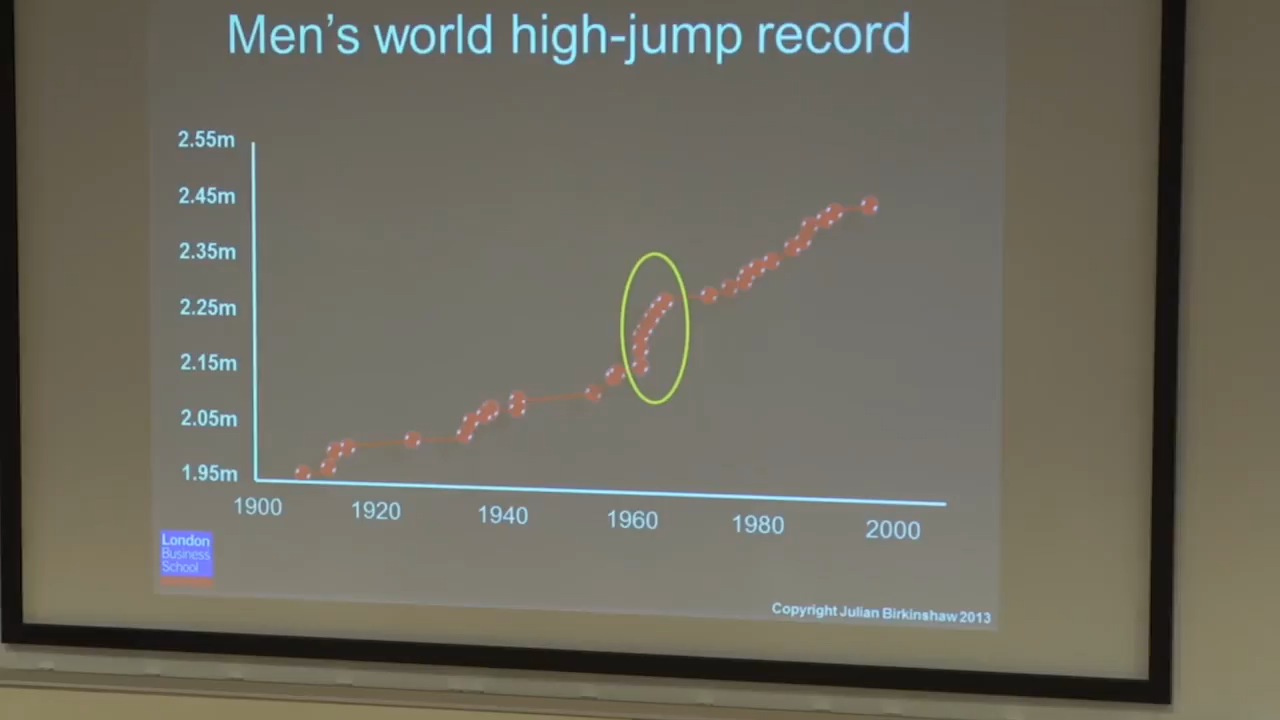 Men's world high-jump record
2.55m
2.45m
2.35m
2.25m
2.15m
2.05m
1.95m
1900 1920 1940 1960 1980 2000
London
Business
School
Copyright Julian Birkinshaw 2013